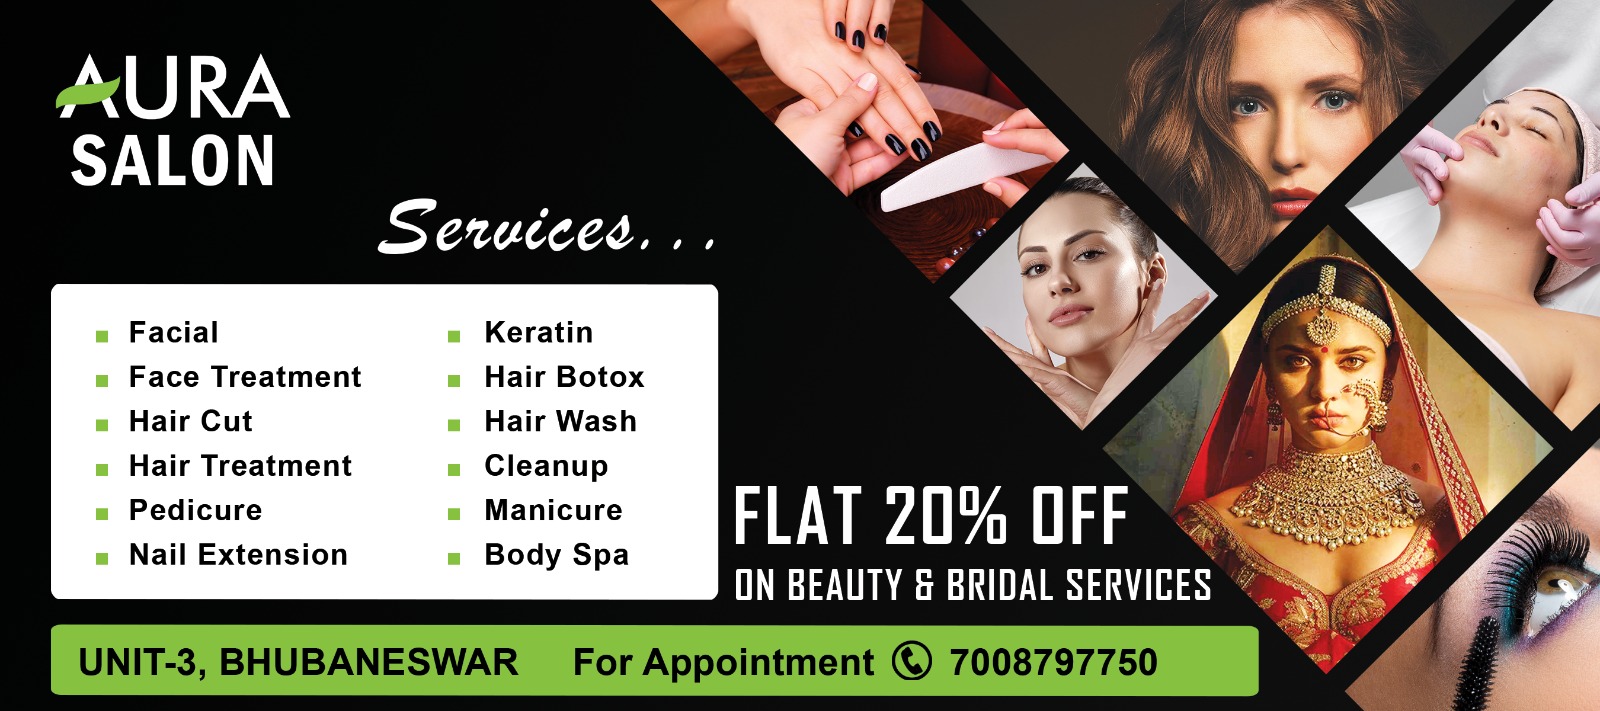 AURA
SALON
Services...
Facial
Face Treatment
Hair Cut
Hair Treatment
Pedicure
Nail Extension
Keratin
Hair Botox
Hair Wash
Cleanup
Manicure
Body Spa
FLAT 20% OFF
ON BEAUTY & BRIDAL SERVICES
UNIT-3, BHUBANESWAR For Appointment 7008797750